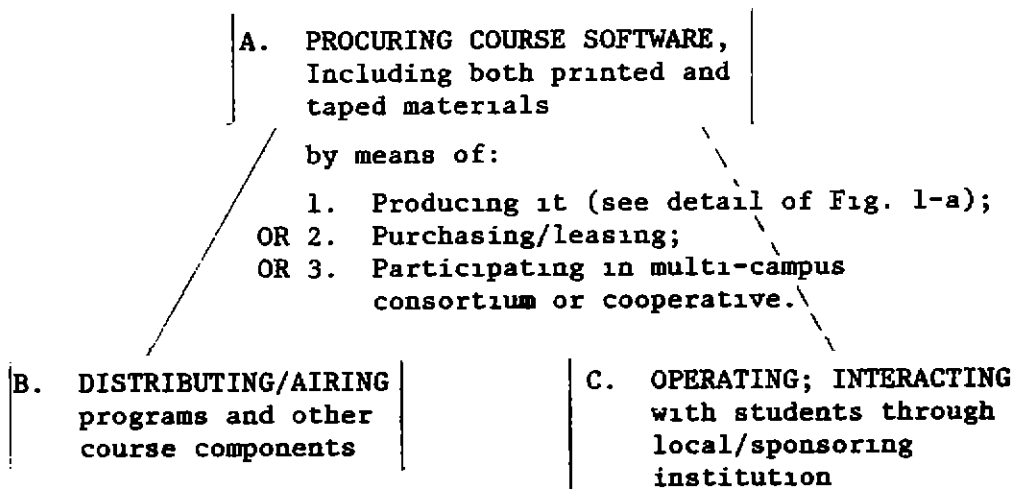 A. PROCURING COURSE SOFTWARE,
Including both printed and
taped materials
by means of:
1. Producing it (see detail of Fig. 1-a);
OR 2. Purchasing/leasing;
OR 3. Participating in multi-campus
consortium or cooperative.
B. DISTRIBUTING/AIRING
programs and other
course components
C. OPERATING; INTERACTING
with students through
local/sponsoring
institution